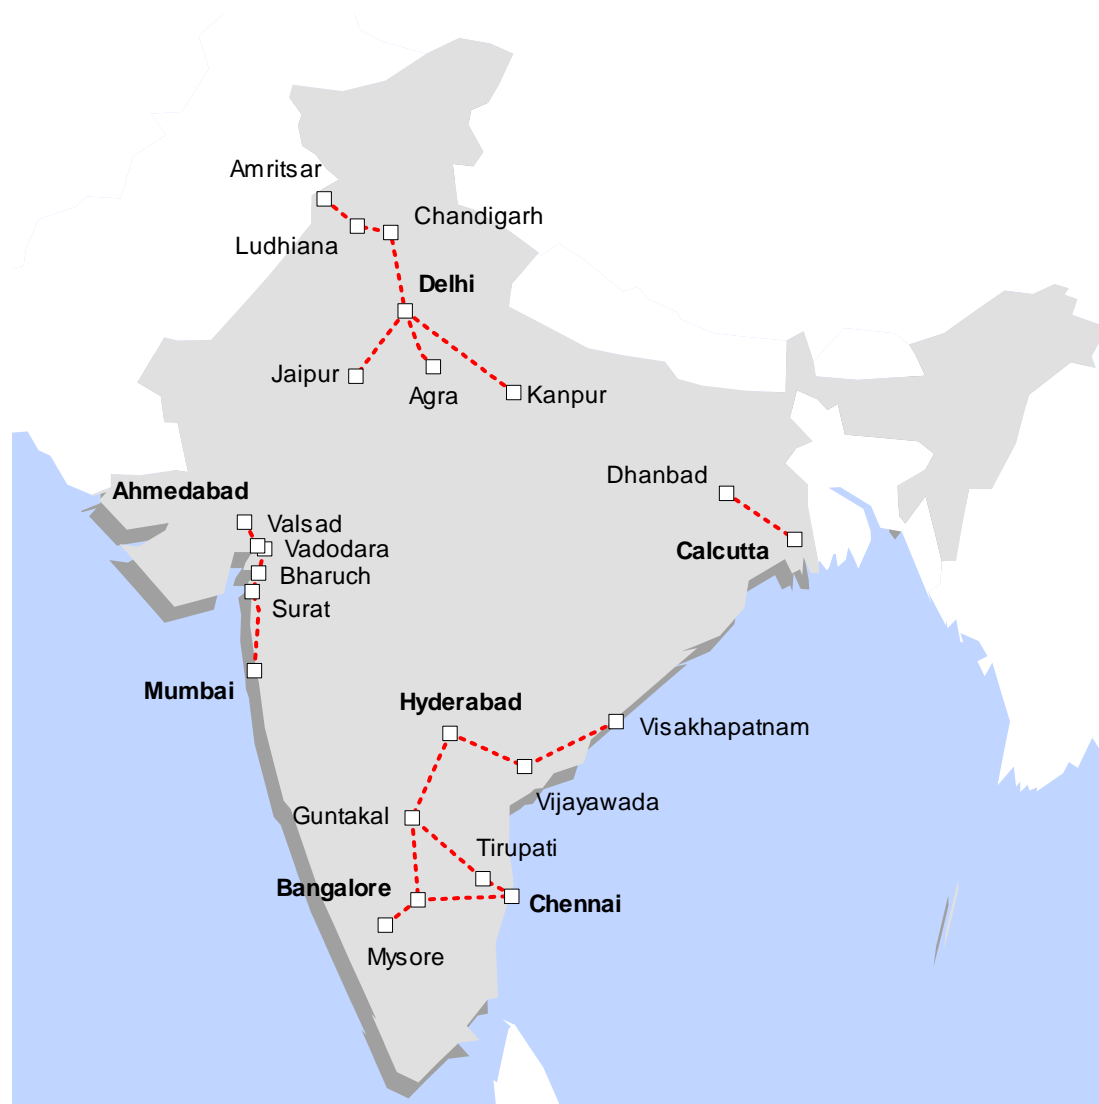 Amritsar
Chandigarh
Ludhiana
Delhi
Jaipur
Agra
Kanpur
Dhanbad
Ahmedabad
Valsad
Vadodara
Calcutta
Bharuch
Surat
Mumbai
Hyderabad
Visakhapatnam
Vijayawada
Guntakal
Tirupati
Bangalore
Chennai
Mysore